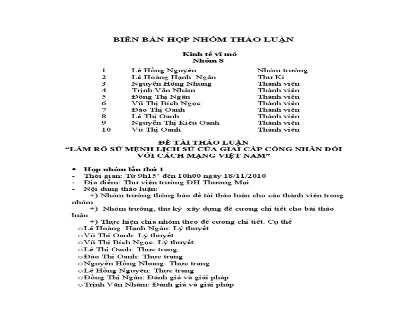 BIÊN BẢN HỌP NHÓM THẢO LUẬN
Kinh tế vĩ mô
Nhóm 8
1 Lê Hồng Nguyên Nhóm trưởng
2 Lê Hoàng Hạnh Ngân Thư Kí
3 Nguyễn Hồng Nhung Thành viên
4 Trịnh Văn Nhâm Thành viên
5 Đồng Thị Ngân Thành viên
6 Vũ Thị Bích Ngọc Thành viên
7 Đào Thị Oanh Thành viên
8 Lê Thị Oanh Thành viên
9 Nguyễn Thị Kiều Oanh Thành viên
10 Vũ Thị Oanh Thành viên
ĐỀ TÀI THẢO LUẬN
“LÀM RÕ SỨ MỆNH LỊCH SỬ CỦA GIAI CẤP CÔNG NHÂN ĐỐI
VỚI CÁCH MẠNG VIỆT NAM”
• Họp nhóm lần thứ 1
- Thời gian: Từ 9h15’ đến 10h00 ngày 18/11/2010
- Địa điểm: Thư viện trường ĐH Thương Mại
- Nội dung thảo luận:
+) Nhóm trưởng thông báo đề tài thảo luận cho các thành viên trong
nhóm
+) Nhóm trưởng, thư ký xây dựng đề cương chi tiết cho bài thảo
luận
+) Thực hiện chia nhóm theo đề cương chi tiết. Cụ thể
o Lê Hoàng Hạnh Ngân: Lý thuyết
o Vũ Thị Oanh: Lý thuyết
o Vũ Thị Bích Ngọc: Lý thuyết
o Lê Thị Oanh: Thực trạng
o Đào Thị Oanh: Thực trạng
o Nguyễn Hồng Nhung: Thực trạng
o Lê Hồng Nguyên: Thực trạng
o Đồng Thị Ngân: Đánh giá và giải pháp
o Trịnh Văn Nhâm: Đánh giá và giải pháp